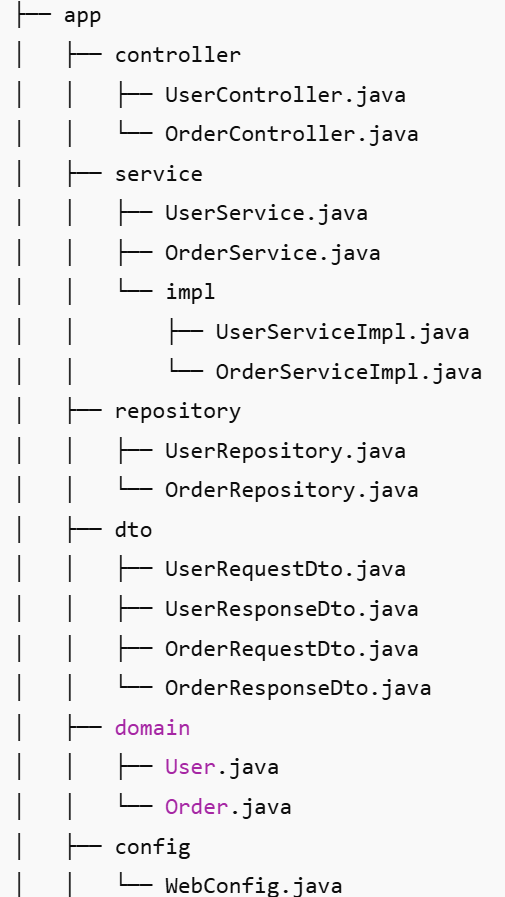 ├── app
│   ├── controller
│   │   ├── UserController.java
│   │   └── OrderController.java
│   ├── service
│   │   ├── UserService.java
│   │   ├── OrderService.java
│   │   └── impl
│   │       ├── UserServiceImpl.java
│   │       └── OrderServiceImpl.java
│   ├── repository
│   │   ├── UserRepository.java
│   │   └── OrderRepository.java
│   ├── dto
│   │   ├── UserRequestDto.java
│   │   ├── UserResponseDto.java
│   │   ├── OrderRequestDto.java
│   │   └── OrderResponseDto.java
│   ├── domain
│   │   ├── User.java
│   │   └── Order.java
│   ├── config
│   │   └── WebConfig.java